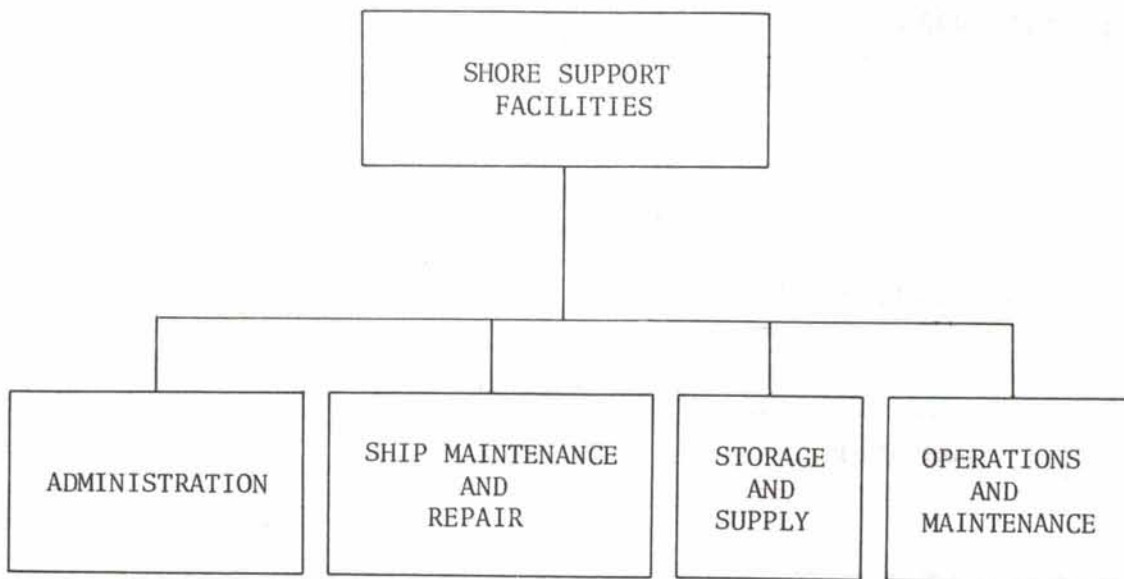 SHORE SUPPORT
FACILITIES
ADMINISTRATION
SHIP MAINTENANCE
AND
REPAIR
STORAGE
AND
SUPPLY
OPERATIONS
AND
MAINTENANCE